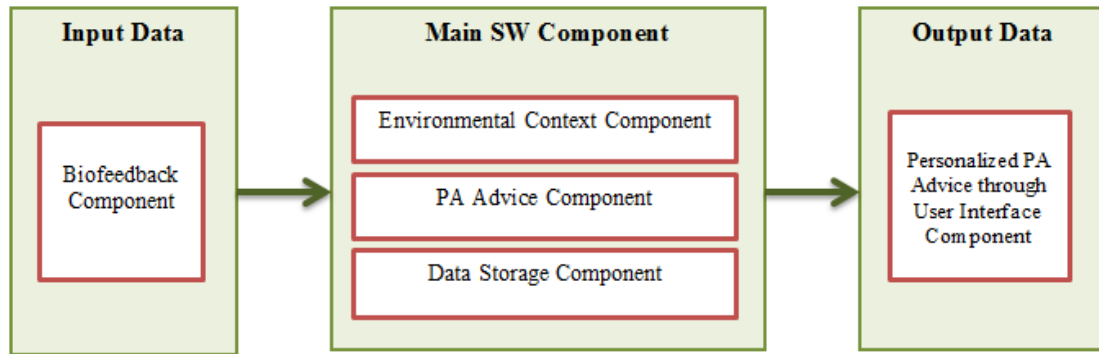 Input Data
Biofeedback
Component
Main SW Component
Environmental Context Component
PA Advice Component
Data Storage Component
Output Data
Personalized PA
Advice through
User Interface
Component